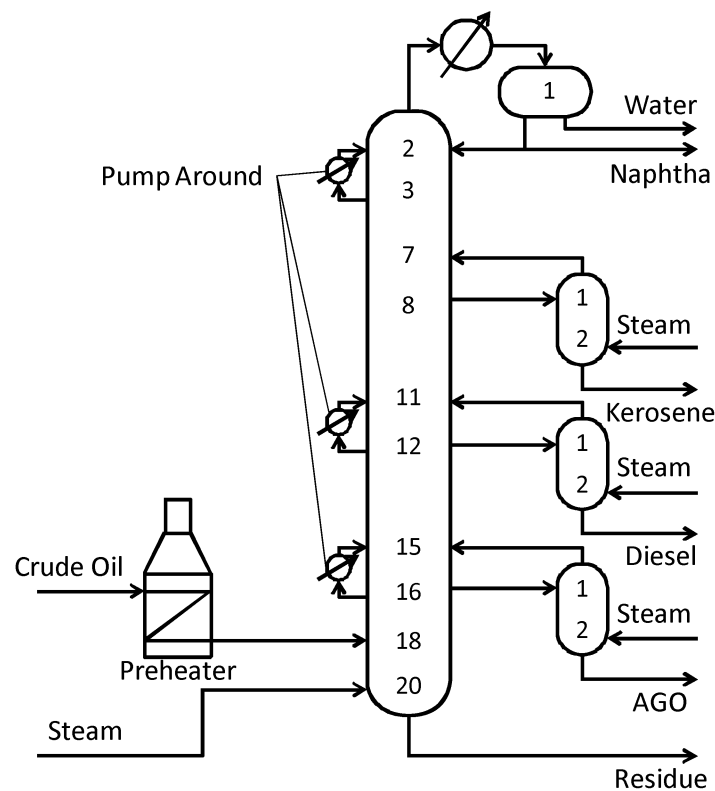 1
Water
Naphtha
2
Pump Around
3
7
8
1
2
Steam
Kerosene
11
12
1
2
Steam
Diesel
15
16
1
2
Steam
AGO
Crude Oil
18
Preheater
20
Steam
Residue